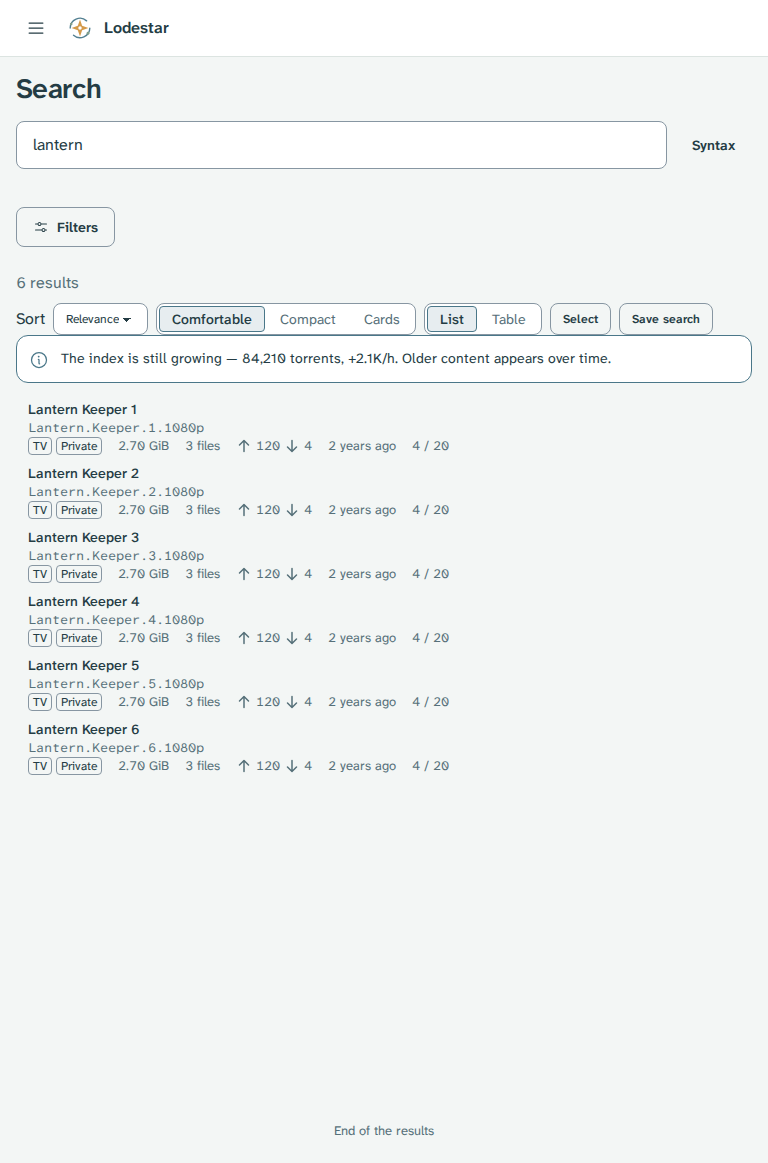 Lodestar
Search
lantern
Syntax
Filters
6 results
Sort Relevance Comfortable Compact Cards List Table Select Save search
The index is still growing — 84,210 torrents, +2.1K/h. Older content appears over time.
Lantern Keeper 1
Lantern.Keeper.1.1080p
TV Private 2.70 GiB 3 files ↑ 120 ↓ 4 2 years ago 4 / 20
Lantern Keeper 2
Lantern.Keeper.2.1080p
TV Private 2.70 GiB 3 files ↑ 120 ↓ 4 2 years ago 4 / 20
Lantern Keeper 3
Lantern.Keeper.3.1080p
TV Private 2.70 GiB 3 files ↑ 120 ↓ 4 2 years ago 4 / 20
Lantern Keeper 4
Lantern.Keeper.4.1080p
TV Private 2.70 GiB 3 files ↑ 120 ↓ 4 2 years ago 4 / 20
Lantern Keeper 5
Lantern.Keeper.5.1080p
TV Private 2.70 GiB 3 files ↑ 120 ↓ 4 2 years ago 4 / 20
Lantern Keeper 6
Lantern.Keeper.6.1080p
TV Private 2.70 GiB 3 files ↑ 120 ↓ 4 2 years ago 4 / 20
End of the results